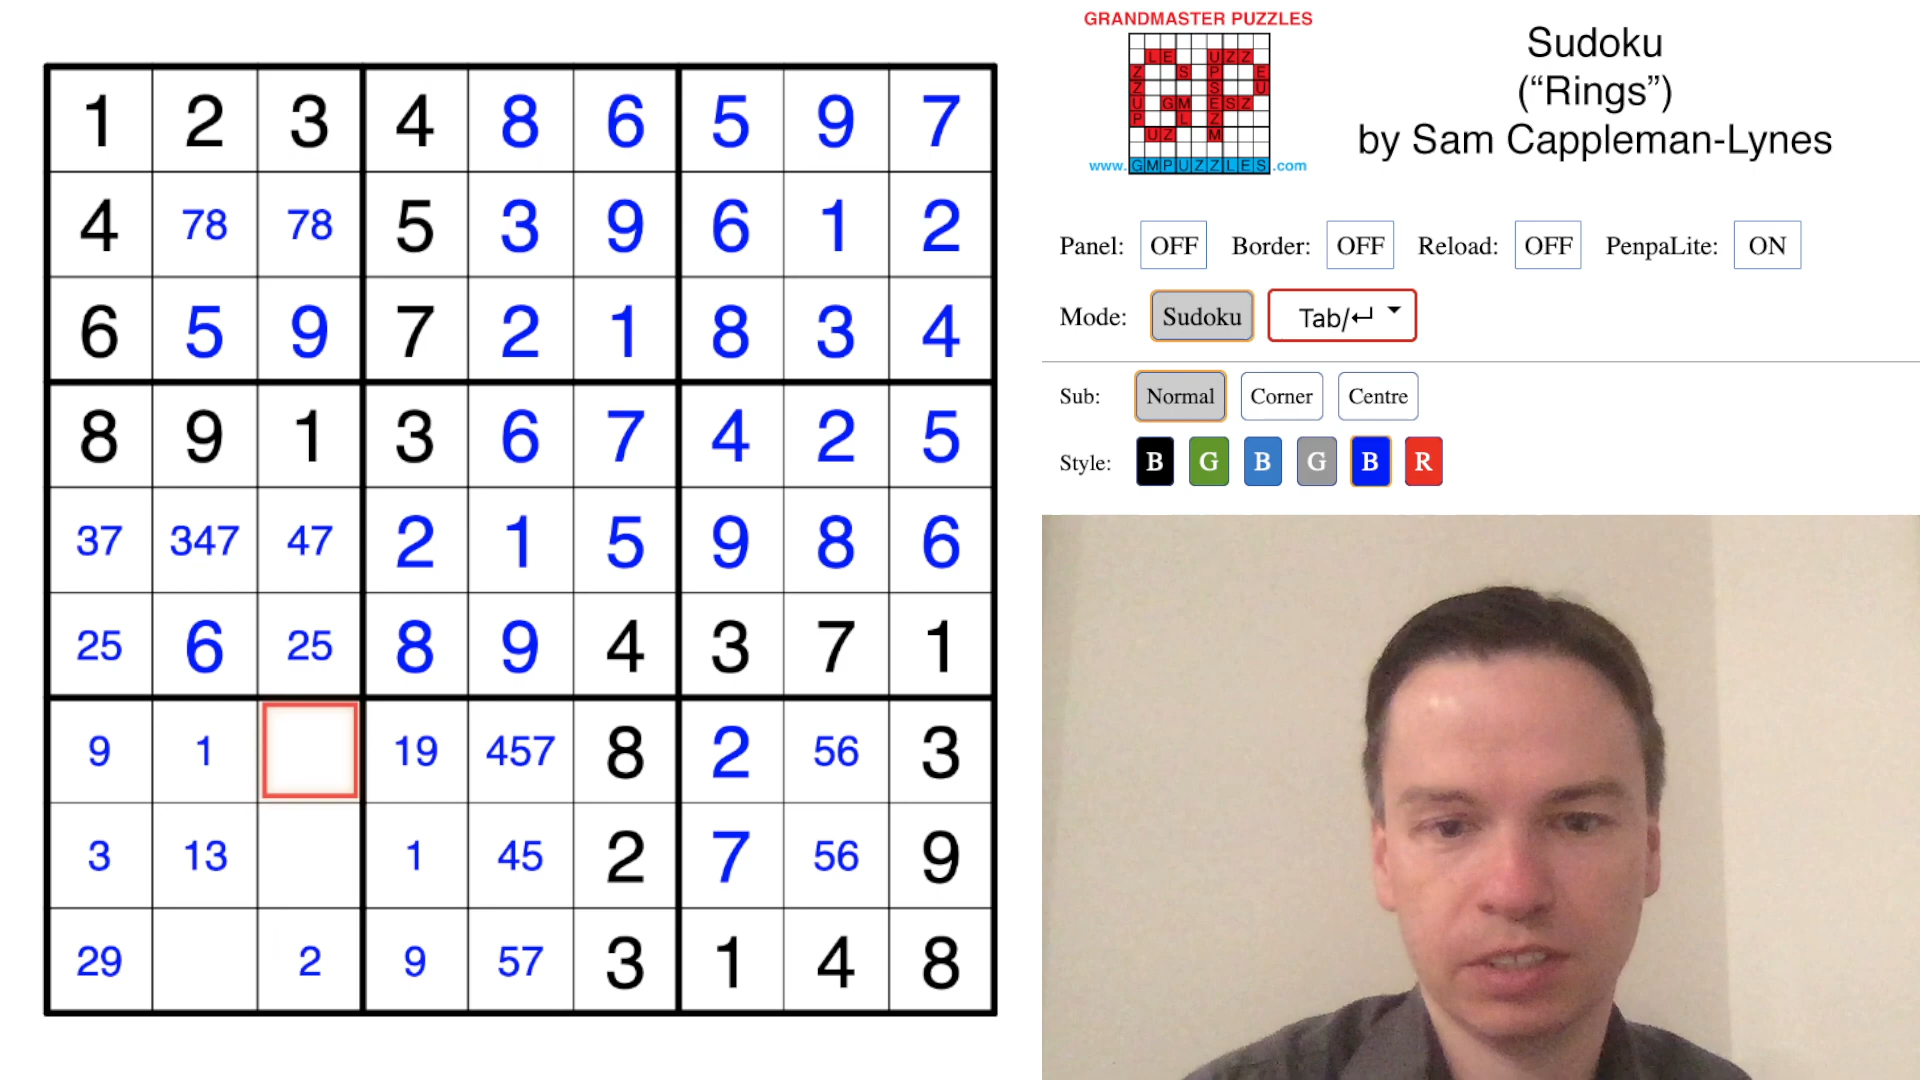 GRANDMASTER PUZZLES
www.GMPUZZLES.com
Sudoku
(“Rings”)
by Sam Cappleman-Lynes
Panel: OFF Border: OFF Reload: OFF PenpaLite: ON
Mode: Sudoku Tab/↵
Sub: Normal Corner Centre
Style: B G B G B R
1 2 3 4 8 6 5 9 7
4 78 78 5 3 9 6 1 2
6 5 9 7 2 1 8 3 4
8 9 1 3 6 7 4 2 5
37 347 47 2 1 5 9 8 6
25 6 25 8 9 4 3 7 1
9 1 19 457 8 2 56 3
3 13 1 45 2 7 56 9
29 2 9 57 3 1 4 8